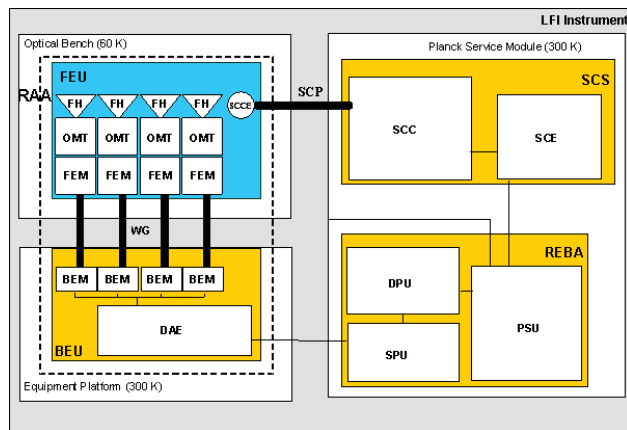 LFI Instrument
Optical Bench (60 K)
Planck Service Module (300 K)
FEU
SCS
RAA
FH FH FH FH
SCCE
SCP
OMT OMT OMT OMT
SCC
SCE
FEM FEM FEM FEM
WG
REBA
BEM BEM BEM BEM
DPU
DAE
PSU
BEU
SPU
Equipment Platform (300 K)